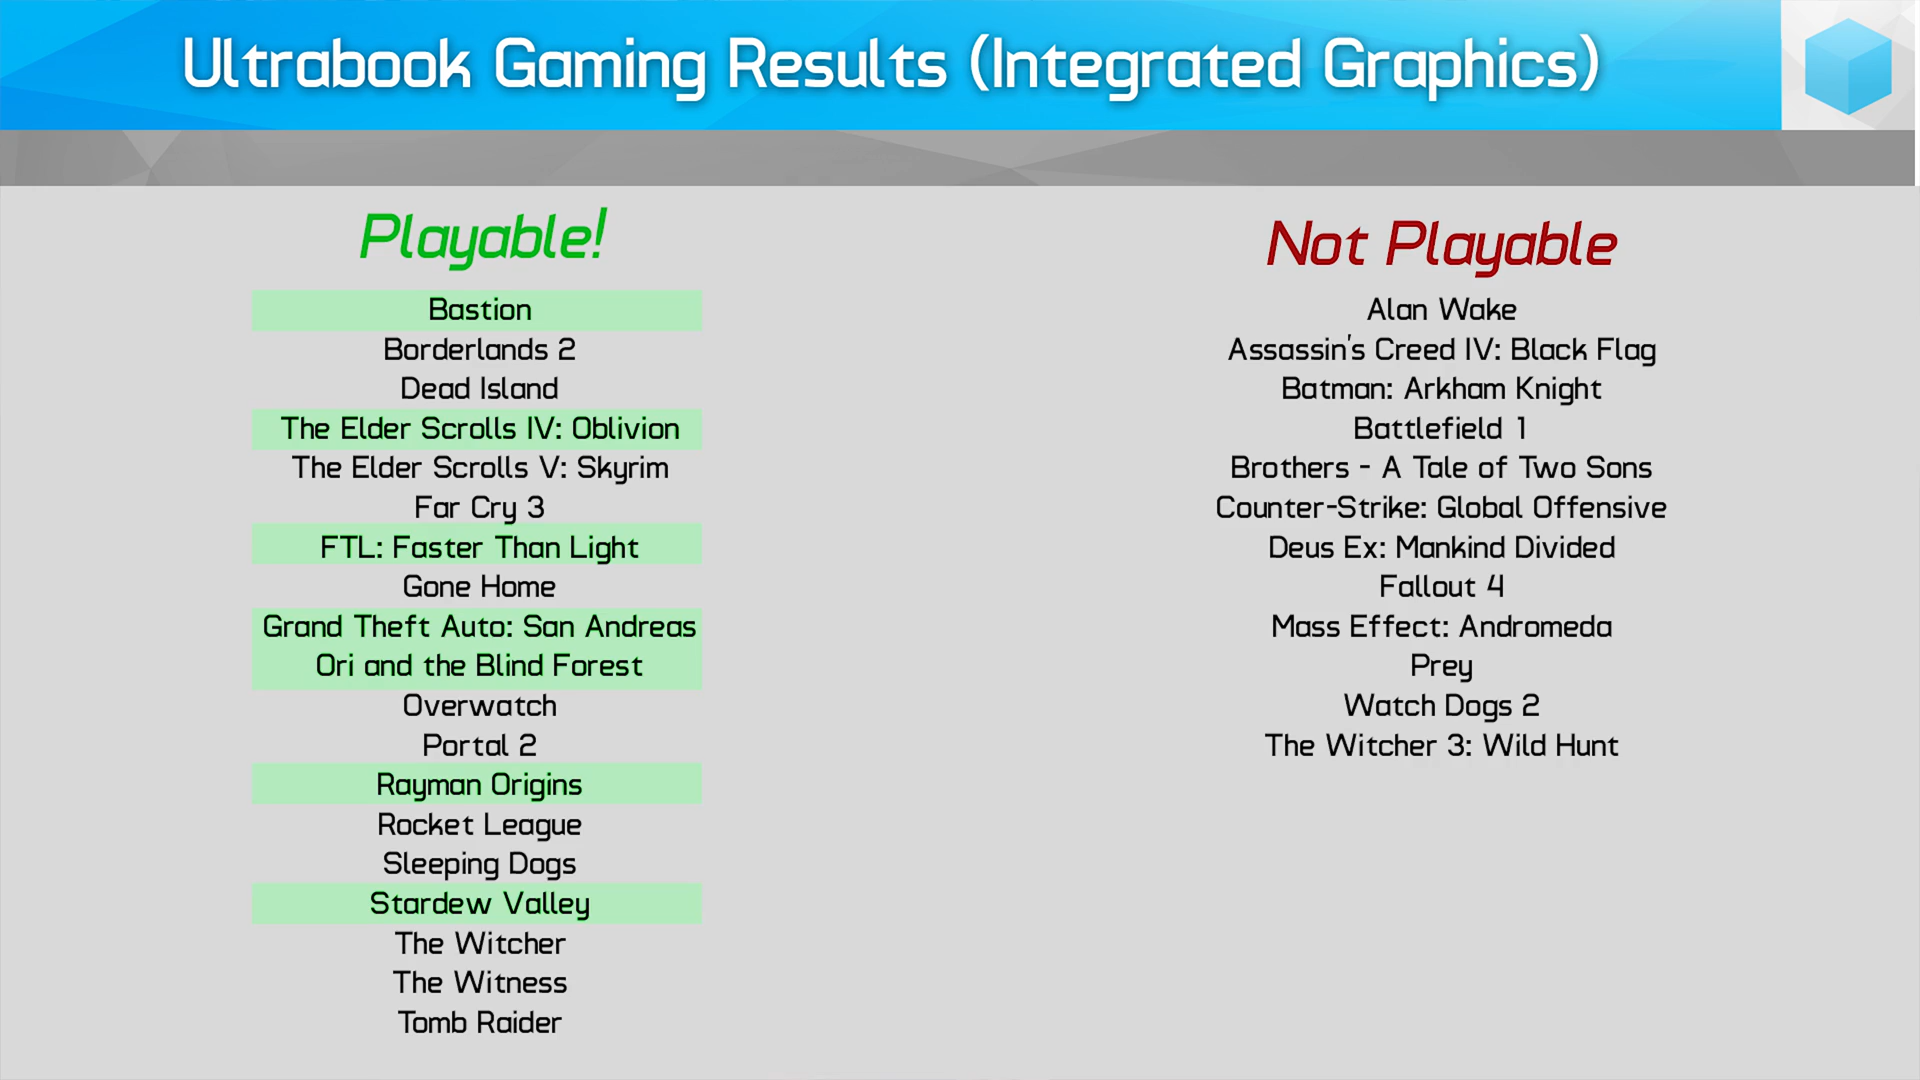 Ultrabook Gaming Results (Integrated Graphics)
Playable!
Bastion
Borderlands 2
Dead Island
The Elder Scrolls IV: Oblivion
The Elder Scrolls V: Skyrim
Far Cry 3
FTL: Faster Than Light
Gone Home
Grand Theft Auto: San Andreas
Ori and the Blind Forest
Overwatch
Portal 2
Rayman Origins
Rocket League
Sleeping Dogs
Stardew Valley
The Witcher
The Witness
Tomb Raider
Not Playable
Alan Wake
Assassin's Creed IV: Black Flag
Batman: Arkham Knight
Battlefield 1
Brothers - A Tale of Two Sons
Counter-Strike: Global Offensive
Deus Ex: Mankind Divided
Fallout 4
Mass Effect: Andromeda
Prey
Watch Dogs 2
The Witcher 3: Wild Hunt